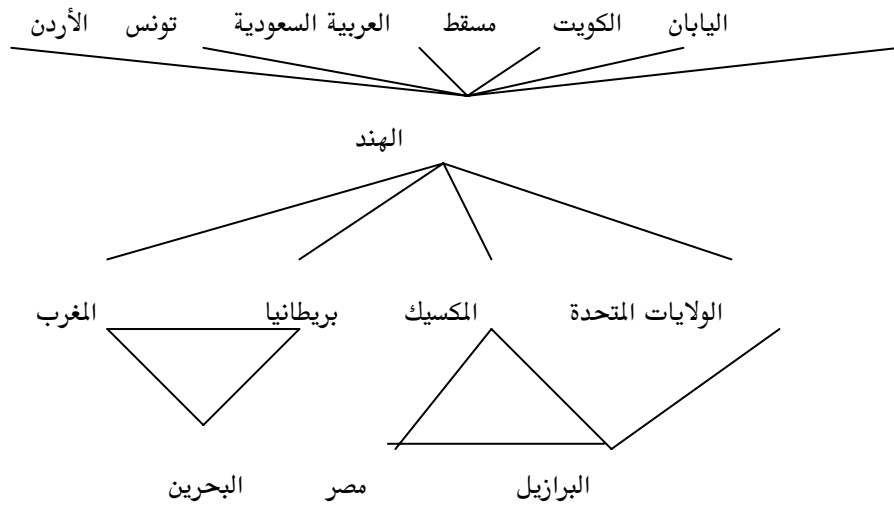 اليابان الكويت مسقط العربية السعودية تونس الأردن
الهند
الولايات المتحدة المكسيك بريطانيا المغرب
البرازيل مصر البحرين